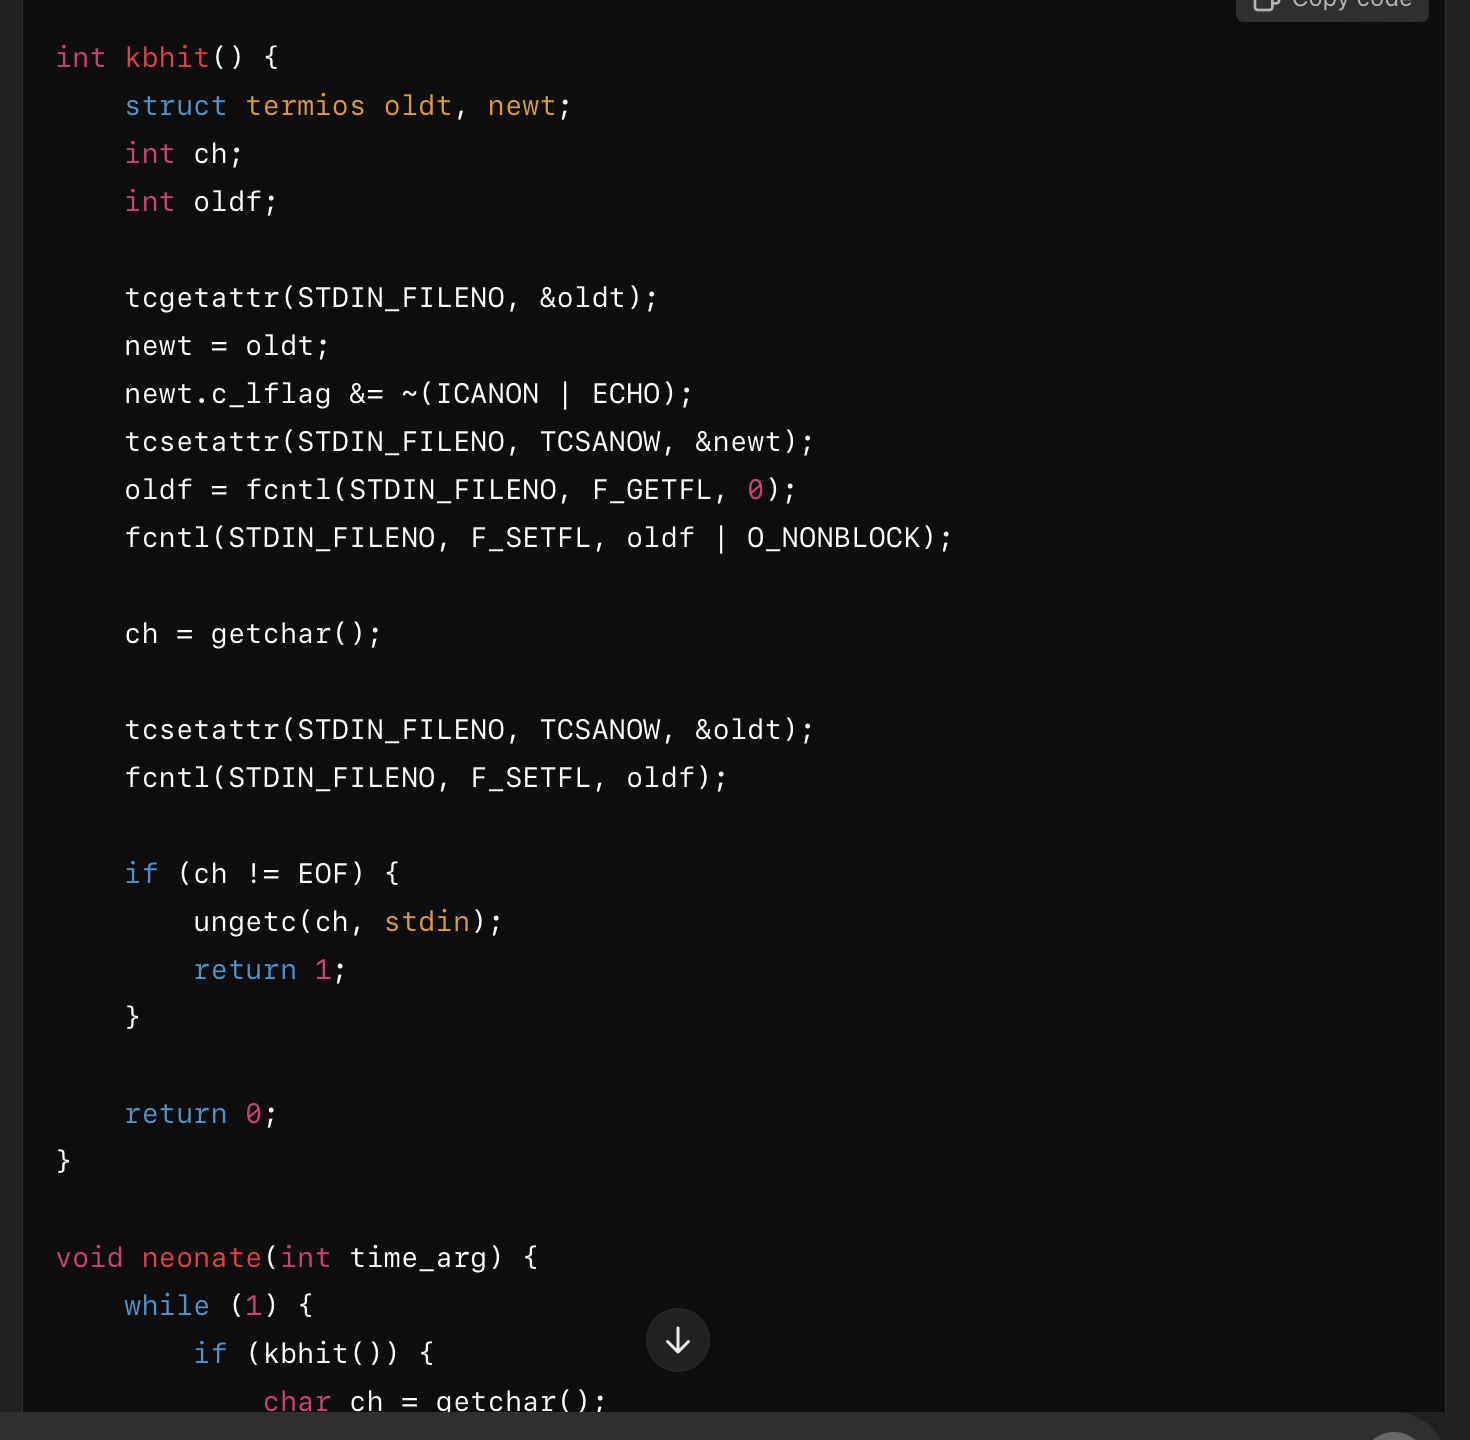 Copy code
int kbhit() {
    struct termios oldt, newt;
    int ch;
    int oldf;

    tcgetattr(STDIN_FILENO, &oldt);
    newt = oldt;
    newt.c_lflag &= ~(ICANON | ECHO);
    tcsetattr(STDIN_FILENO, TCSANOW, &newt);
    oldf = fcntl(STDIN_FILENO, F_GETFL, 0);
    fcntl(STDIN_FILENO, F_SETFL, oldf | O_NONBLOCK);

    ch = getchar();

    tcsetattr(STDIN_FILENO, TCSANOW, &oldt);
    fcntl(STDIN_FILENO, F_SETFL, oldf);

    if (ch != EOF) {
        ungetc(ch, stdin);
        return 1;
    }

    return 0;
}

void neonate(int time_arg) {
    while (1) {
        if (kbhit()) {
            char ch = getchar();